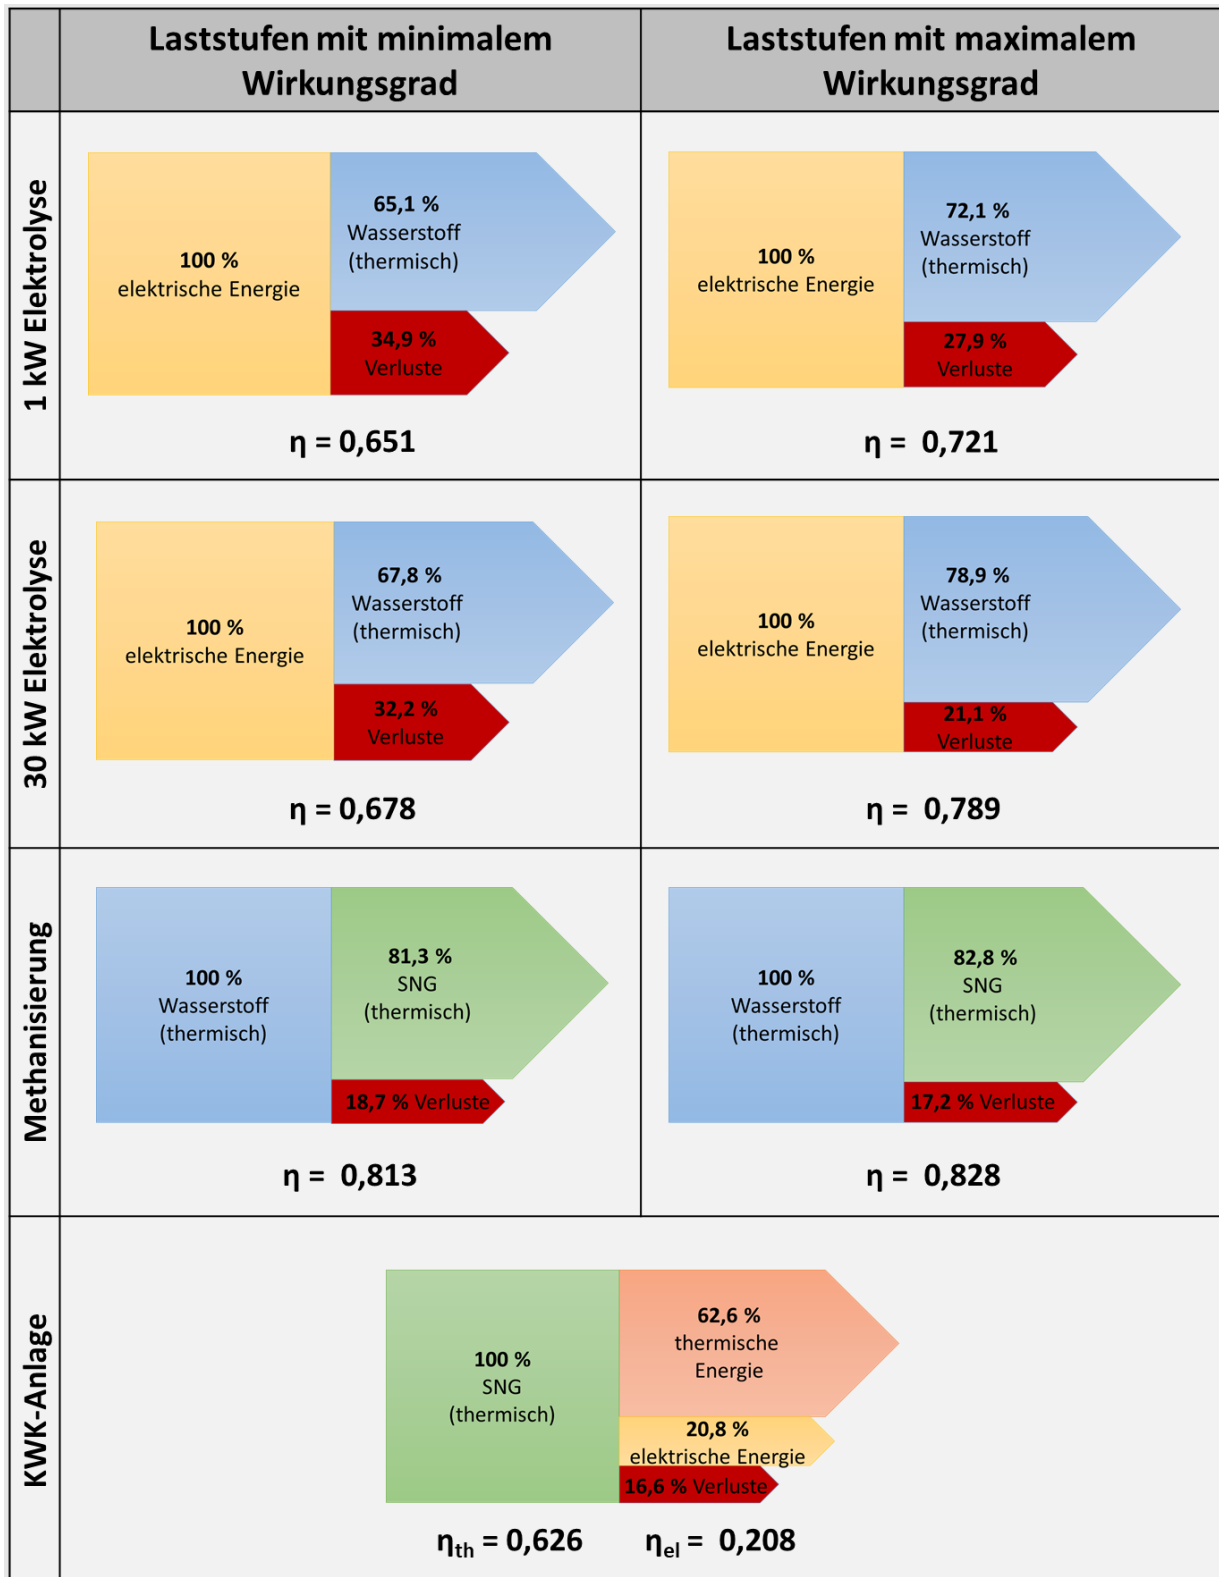 Laststufen mit minimalem
Wirkungsgrad
Laststufen mit maximalem
Wirkungsgrad
1 kW Elektrolyse
100 %
elektrische Energie
65,1 %
Wasserstoff
(thermisch)
34,9 %
Verluste
η = 0,651
100 %
elektrische Energie
72,1 %
Wasserstoff
(thermisch)
27,9 %
Verluste
η = 0,721
30 kW Elektrolyse
100 %
elektrische Energie
67,8 %
Wasserstoff
(thermisch)
32,2 %
Verluste
η = 0,678
100 %
elektrische Energie
78,9 %
Wasserstoff
(thermisch)
21,1 %
Verluste
η = 0,789
Methanisierung
100 %
Wasserstoff
(thermisch)
81,3 %
SNG
(thermisch)
18,7 % Verluste
η = 0,813
100 %
Wasserstoff
(thermisch)
82,8 %
SNG
(thermisch)
17,2 % Verluste
η = 0,828
KWK-Anlage
100 %
SNG
(thermisch)
62,6 %
thermische
Energie
20,8 %
elektrische Energie
16,6 % Verluste
ηth = 0,626 ηel = 0,208